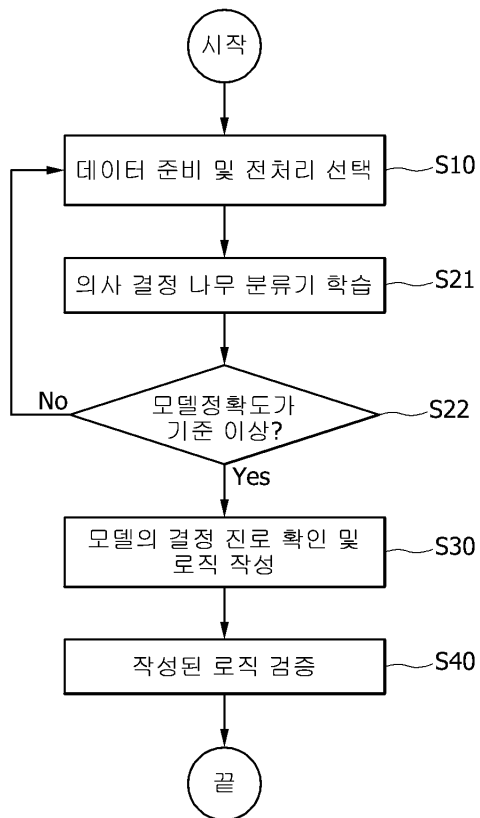 시작
데이터 준비 및 전처리 선택
S10
의사 결정 나무 분류기 학습
S21
모델정확도가
기준 이상?
S22
No
Yes
모델의 결정 진로 확인 및
로직 작성
S30
작성된 로직 검증
S40
끝